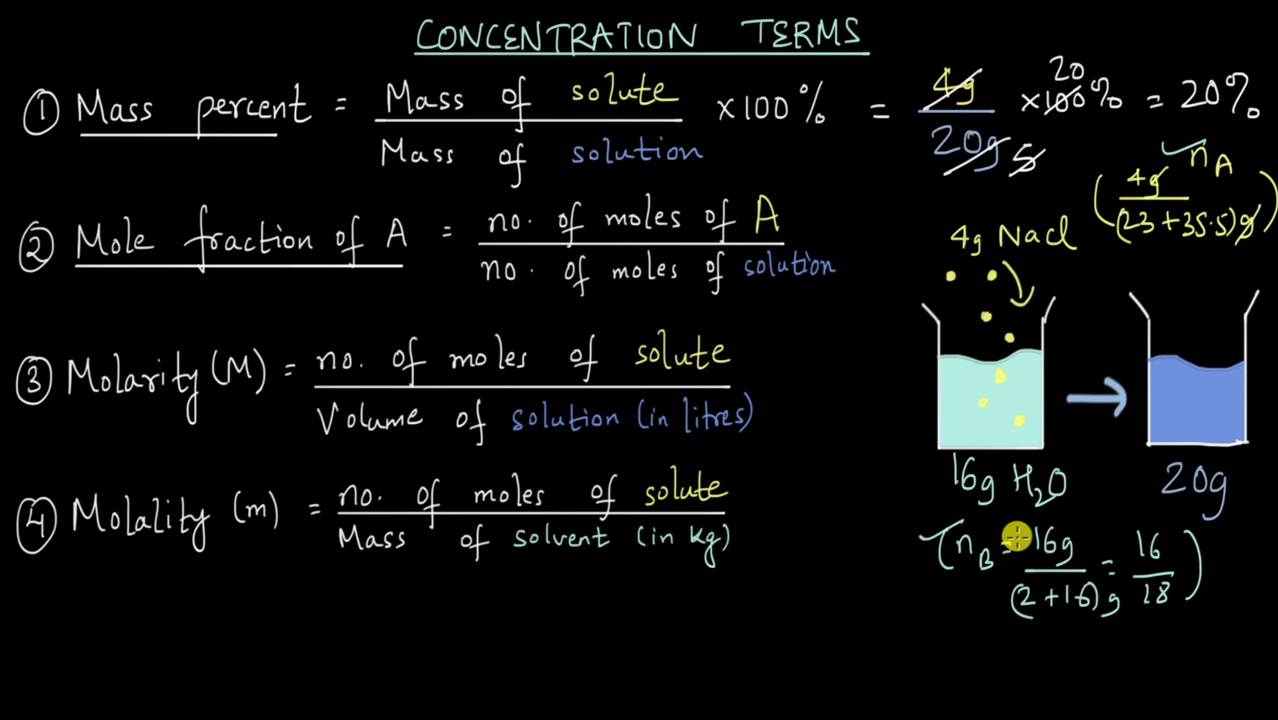 CONCENTRATION TERMS
① Mass percent = Mass of solute / Mass of solution ×100% = 4g / 20g 5 ×100% 20 = 20%
② Mole fraction of A = no. of moles of A / no. of moles of solution
nA
(4g / (23+35.5)g)
4g Nacl
③ Molarity (M) = no. of moles of solute / Volume of solution (in litres)
④ Molality (m) = no. of moles of solute / Mass of solvent (in kg)
16g H₂O
20g
(nB = 16g / (2+16)g = 16 / 18)